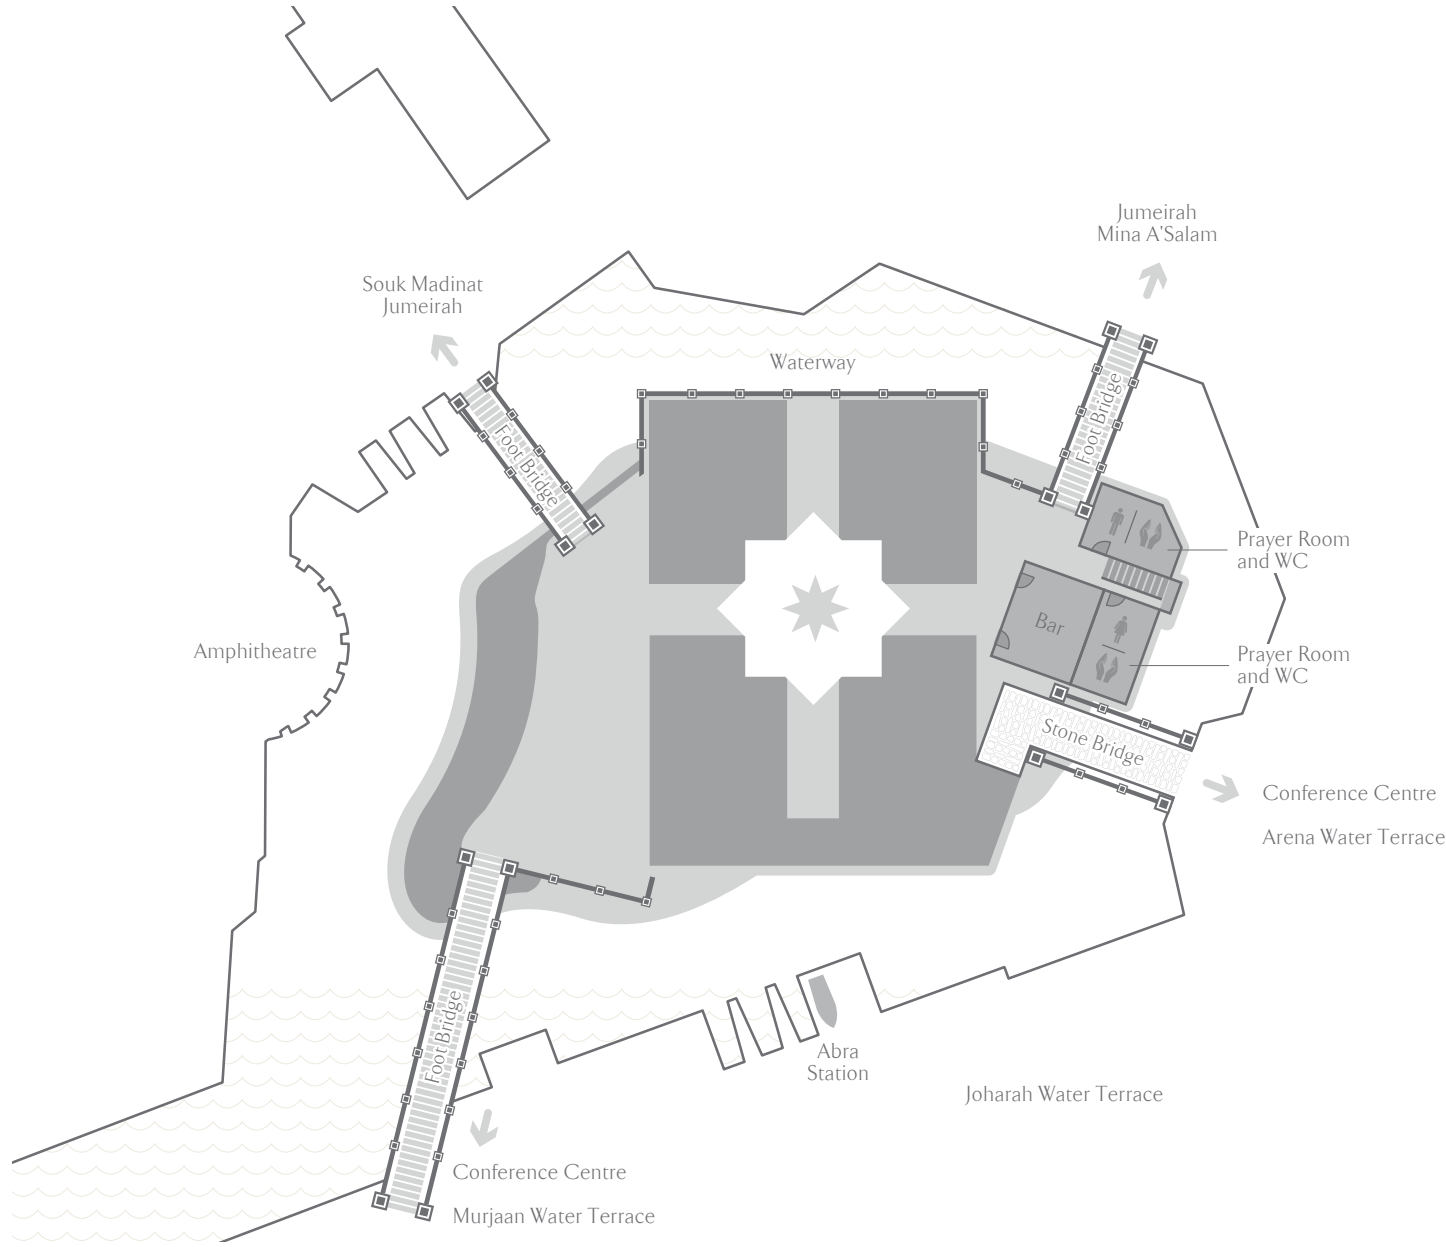 Jumeirah
Mina A'Salam
Souk Madinat
Jumeirah
Waterway
Foot Bridge
Foot Bridge
Prayer Room
and WC
Bar
Amphitheatre
Prayer Room
and WC
Stone Bridge
Conference Centre
Arena Water Terrace
Foot Bridge
Abra
Station
Joharah Water Terrace
Conference Centre
Murjaan Water Terrace